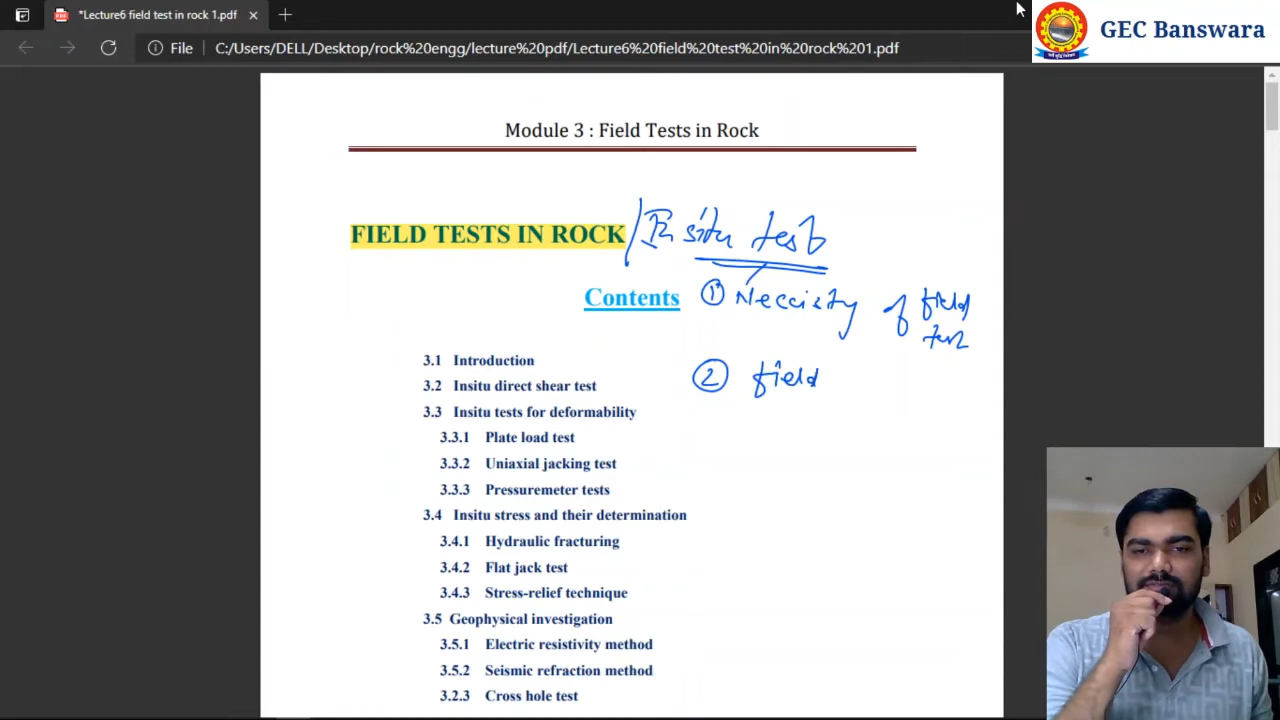 *Lecture6 field test in rock 1.pdf
GEC Banswara
File C:/Users/DELL/Desktop/rock%20engg/lecture%20pdf/Lecture6%20field%20test%20in%20rock%201.pdf
Module 3 : Field Tests in Rock
FIELD TESTS IN ROCK / In situ test
Contents ① Neccisty of field
test
② field
3.1 Introduction
3.2 Insitu direct shear test
3.3 Insitu tests for deformability
3.3.1 Plate load test
3.3.2 Uniaxial jacking test
3.3.3 Pressuremeter tests
3.4 Insitu stress and their determination
3.4.1 Hydraulic fracturing
3.4.2 Flat jack test
3.4.3 Stress-relief technique
3.5 Geophysical investigation
3.5.1 Electric resistivity method
3.5.2 Seismic refraction method
3.2.3 Cross hole test